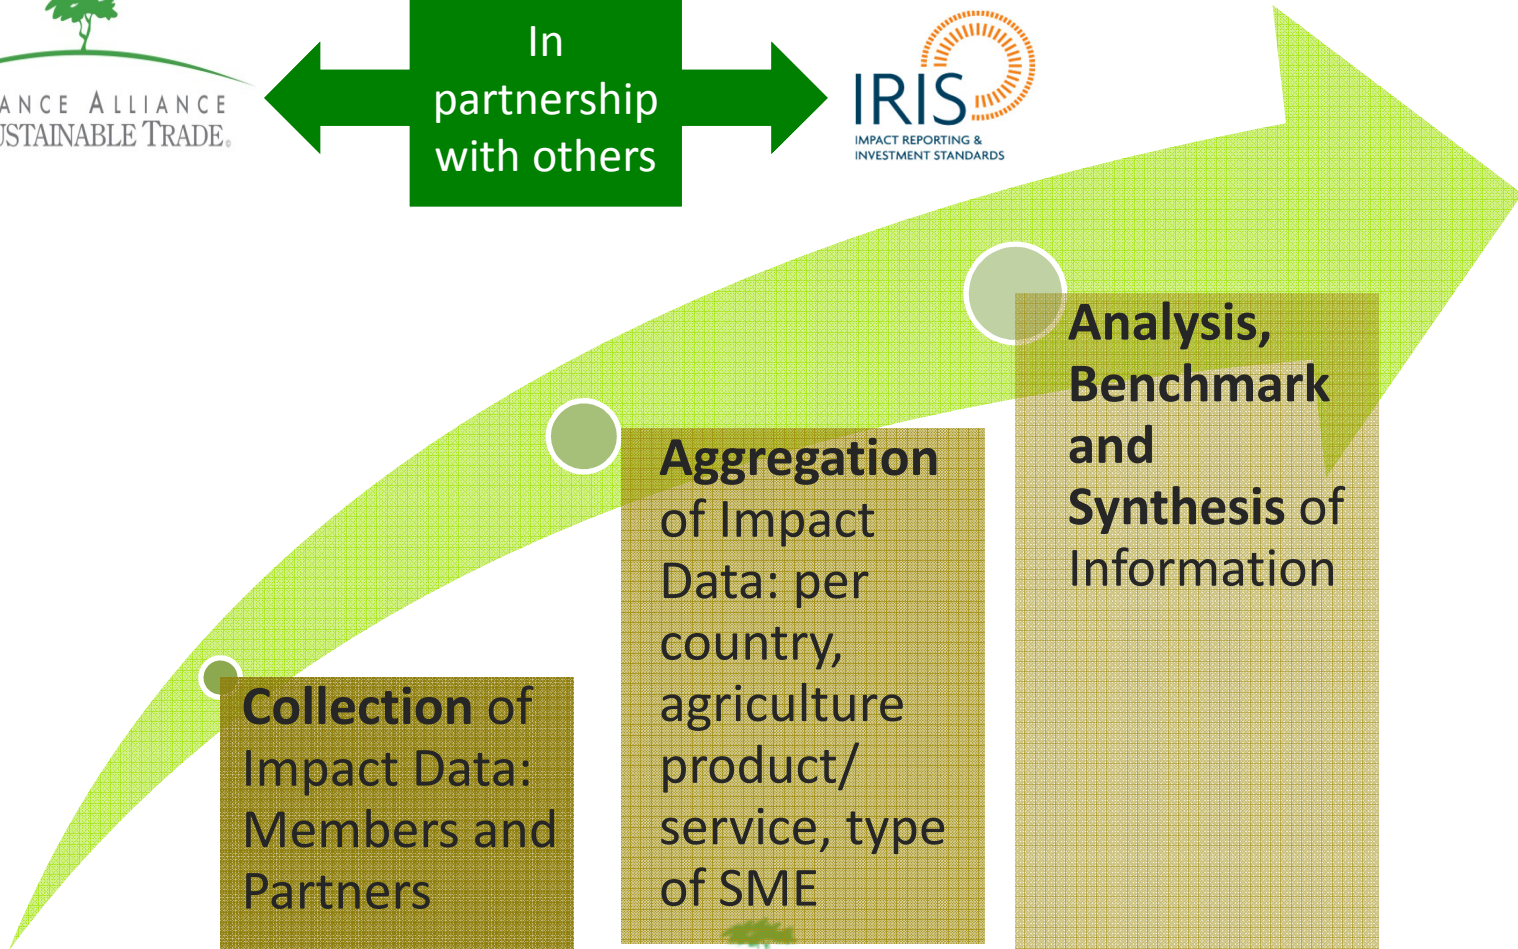 ANCE ALLIANCE
USTAINABLE TRADE
In
partnership
with others
IRIS
IMPACT REPORTING &
INVESTMENT STANDARDS
Analysis,
Benchmark
and
Synthesis of
Information
Aggregation
of Impact
Data: per
country,
agriculture
product/
service, type
of SME
Collection of
Impact Data:
Members and
Partners